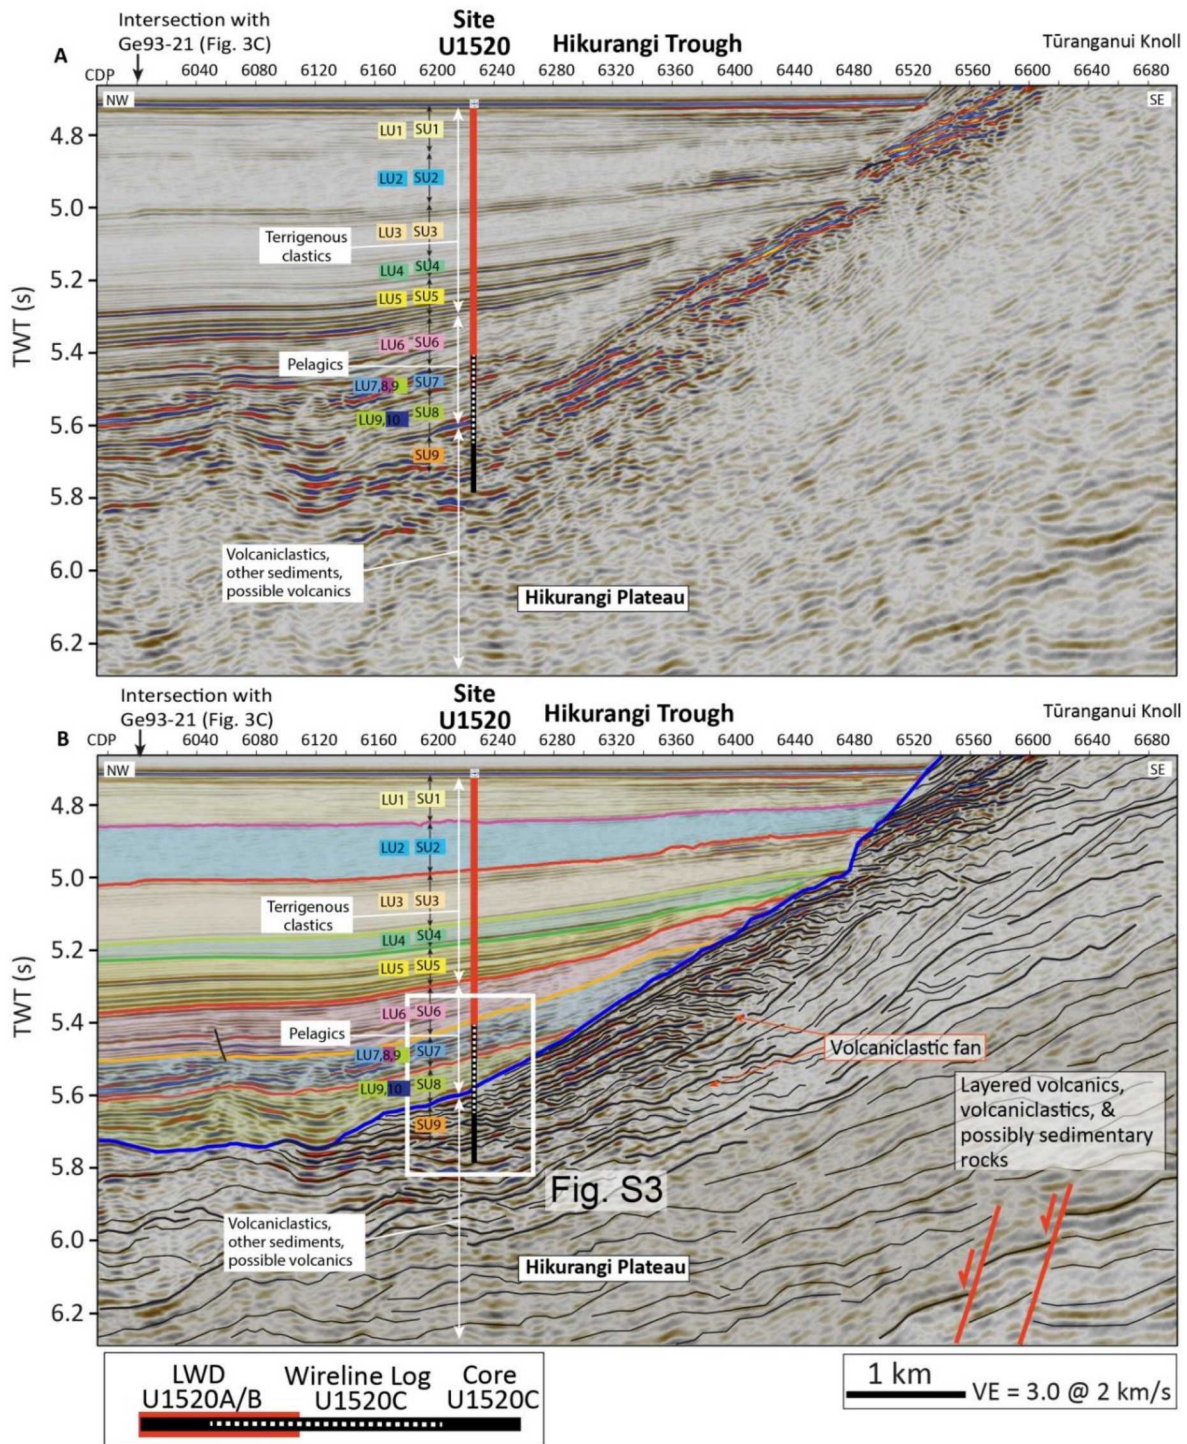 Intersection with
Ge93-21 (Fig. 3C)
Site
U1520
Hikurangi Trough
Tūranganui Knoll
A
CDP
6040 6080 6120 6160 6200 6240 6280 6320 6360 6400 6440 6480 6520 6560 6600 6640 6680
NW
SE
4.8
5.0
5.2
5.4
5.6
5.8
6.0
6.2
TWT (s)
LU1 SU1
LU2 SU2
LU3 SU3
Terrigenous
clastics
LU4 SU4
LU5 SU5
LU6 SU6
Pelagics
LU7,8,9 SU7
LU9,10 SU8
SU9
Volcaniclastics,
other sediments,
possible volcanics
Hikurangi Plateau
Intersection with
Ge93-21 (Fig. 3C)
Site
U1520
Hikurangi Trough
Tūranganui Knoll
B
CDP
6040 6080 6120 6160 6200 6240 6280 6320 6360 6400 6440 6480 6520 6560 6600 6640 6680
NW
SE
4.8
5.0
5.2
5.4
5.6
5.8
6.0
6.2
TWT (s)
LU1 SU1
LU2 SU2
LU3 SU3
Terrigenous
clastics
LU4 SU4
LU5 SU5
LU6 SU6
Pelagics
LU7,8,9 SU7
LU9,10 SU8
SU9
Volcaniclastic fan
Layered volcanics,
volcaniclastics, &
possibly sedimentary
rocks
Fig. S3
Volcaniclastics,
other sediments,
possible volcanics
Hikurangi Plateau
LWD
U1520A/B
Wireline Log
U1520C
Core
U1520C
1 km
VE = 3.0 @ 2 km/s